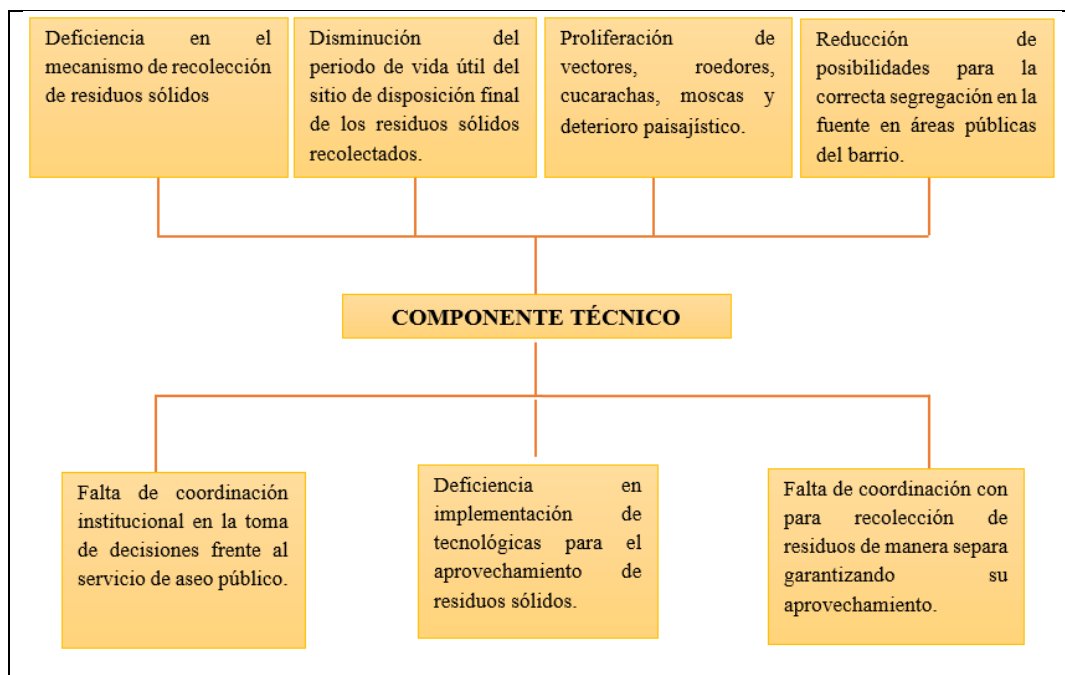 Deficiencia en el
mecanismo de recolección
de residuos sólidos
Disminución del
periodo de vida útil del
sitio de disposición final
de los residuos sólidos
recolectados.
Proliferación de
vectores, roedores,
cucarachas, moscas y
deterioro paisajístico.
Reducción de
posibilidades para la
correcta segregación en la
fuente en áreas públicas
del barrio.
COMPONENTE TÉCNICO
Falta de coordinación
institucional en la toma
de decisiones frente al
servicio de aseo público.
Deficiencia en
implementación de
tecnológicas para el
aprovechamiento de
residuos sólidos.
Falta de coordinación con
para recolección de
residuos de manera separa
garantizando su
aprovechamiento.